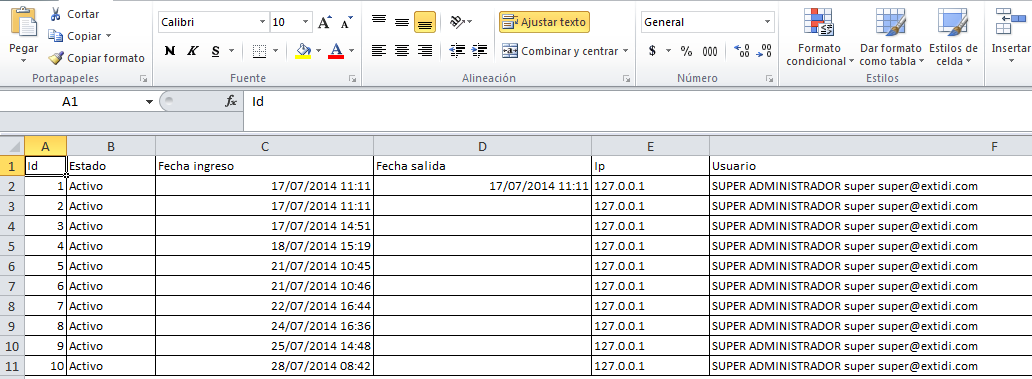 Cortar
Calibri 10 A A Ajustar texto General
Copiar
Pegar Copiar formato N K S A Combinar y centrar $ % 000 Formato condicional Dar formato como tabla Estilos de celda Insertar
Portapapeles Fuente Alineación Número Estilos
A1 fx Id
A B C D E F
1 Id Estado Fecha ingreso Fecha salida Ip Usuario
2 1 Activo 17/07/2014 11:11 17/07/2014 11:11 127.0.0.1 SUPER ADMINISTRADOR super super@extidi.com
3 2 Activo 17/07/2014 11:11 127.0.0.1 SUPER ADMINISTRADOR super super@extidi.com
4 3 Activo 17/07/2014 14:51 127.0.0.1 SUPER ADMINISTRADOR super super@extidi.com
5 4 Activo 18/07/2014 15:19 127.0.0.1 SUPER ADMINISTRADOR super super@extidi.com
6 5 Activo 21/07/2014 10:45 127.0.0.1 SUPER ADMINISTRADOR super super@extidi.com
7 6 Activo 21/07/2014 10:46 127.0.0.1 SUPER ADMINISTRADOR super super@extidi.com
8 7 Activo 22/07/2014 16:44 127.0.0.1 SUPER ADMINISTRADOR super super@extidi.com
9 8 Activo 24/07/2014 16:36 127.0.0.1 SUPER ADMINISTRADOR super super@extidi.com
10 9 Activo 25/07/2014 14:48 127.0.0.1 SUPER ADMINISTRADOR super super@extidi.com
11 10 Activo 28/07/2014 08:42 127.0.0.1 SUPER ADMINISTRADOR super super@extidi.com